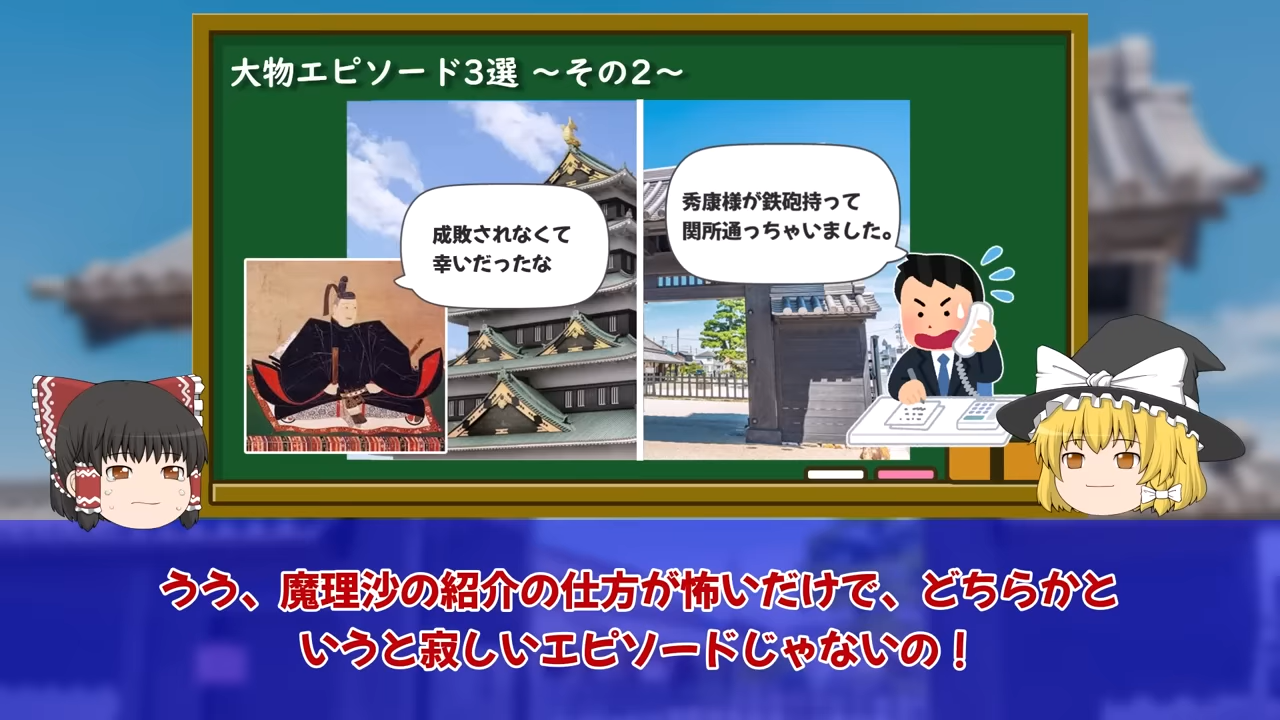 大物エピソード3選 ～その2～
成敗されなくて
幸いだったな
秀康様が鉄砲持って
関所通っちゃいました。
うう、魔理沙の紹介の仕方が怖いだけで、どちらかと
いうと寂しいエピソードじゃないの！